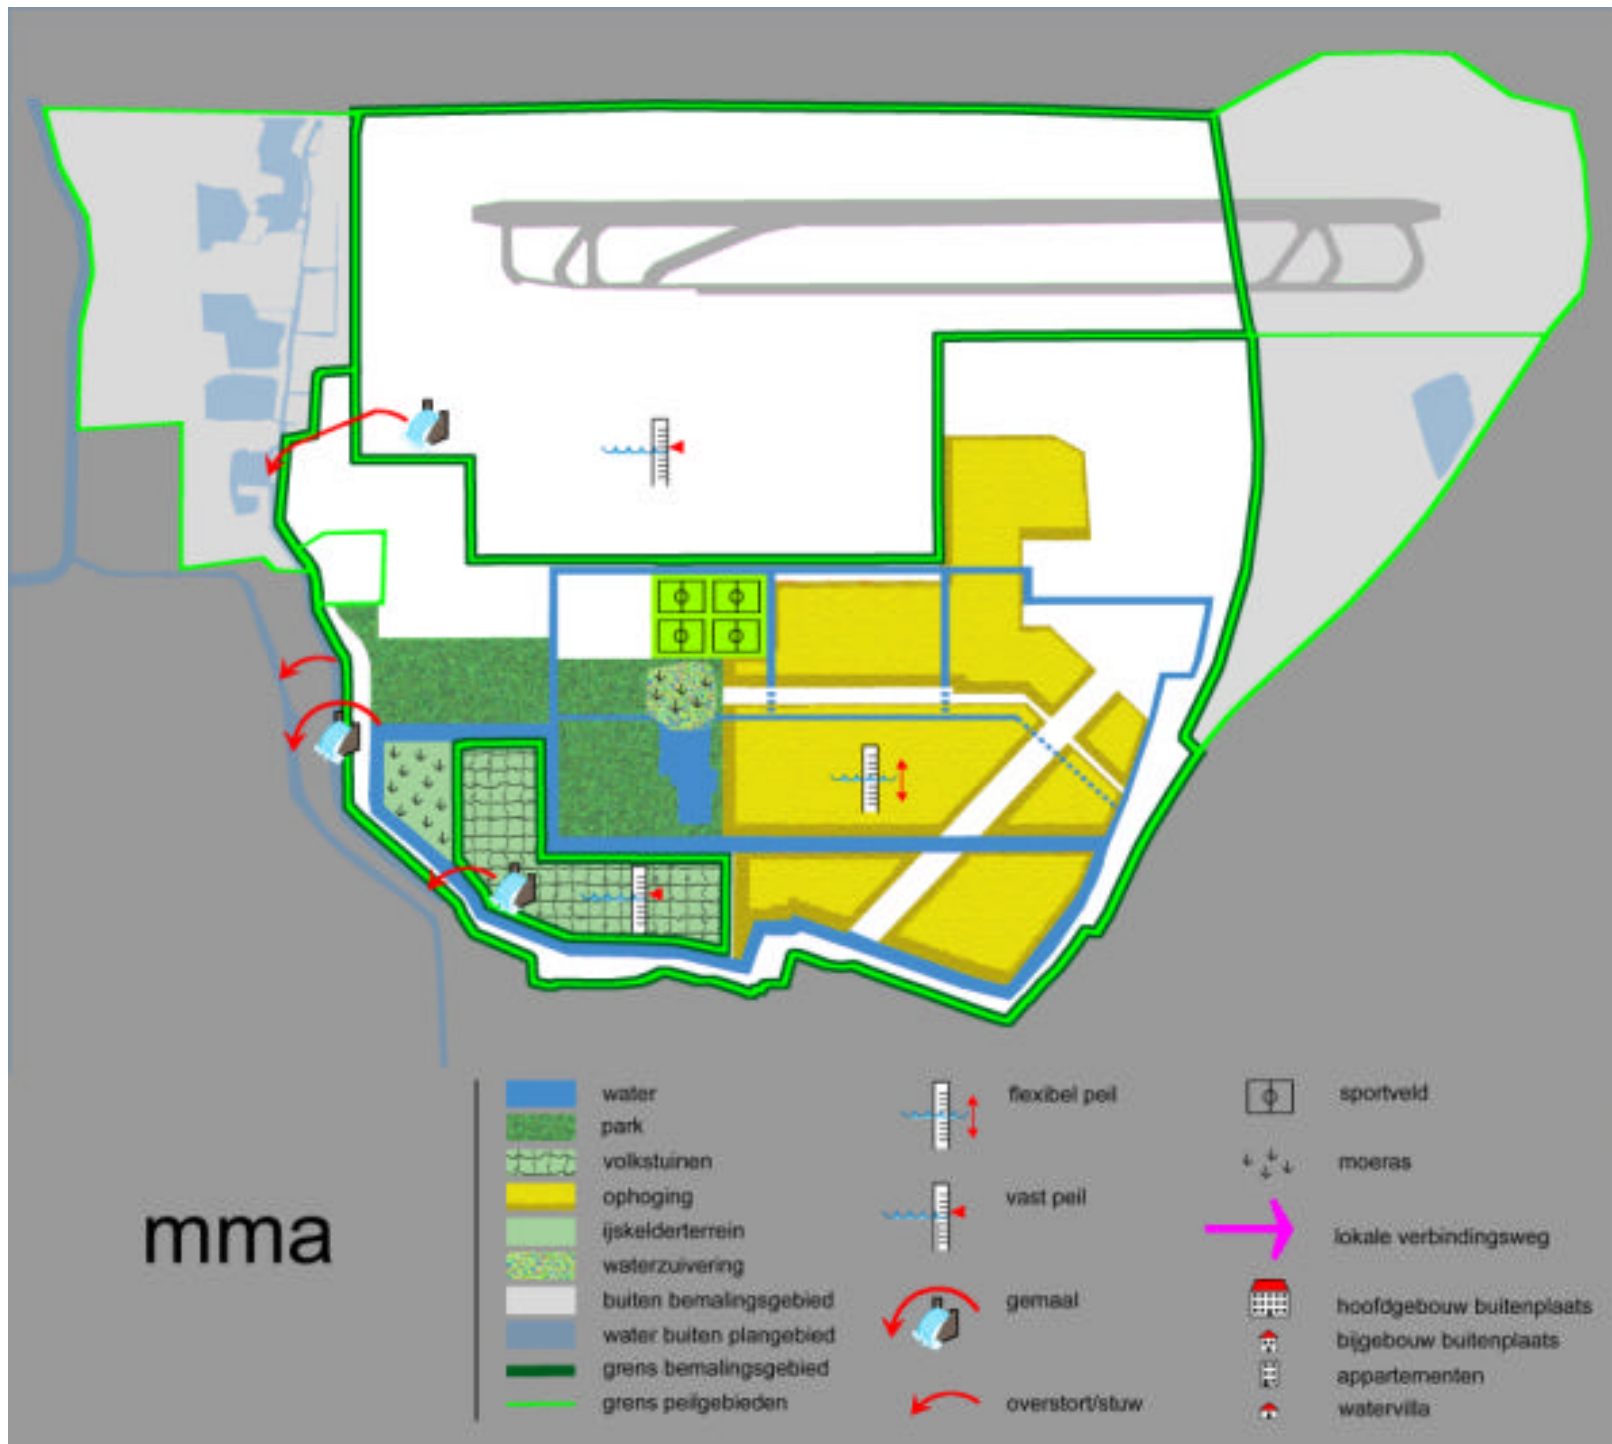 mma
water
park
volkstuinen
ophoging
ijskelderterrein
waterzuivering
buiten bemalingsgebied
water buiten plangebied
grens bemalingsgebied
grens peilgebieden
flexibel peil
vast peil
gemaal
overstort/stuw
sportveld
moeras
lokale verbindingsweg
hoofdgebouw buitenplaats
bijgebouw buitenplaats
appartementen
watervilla